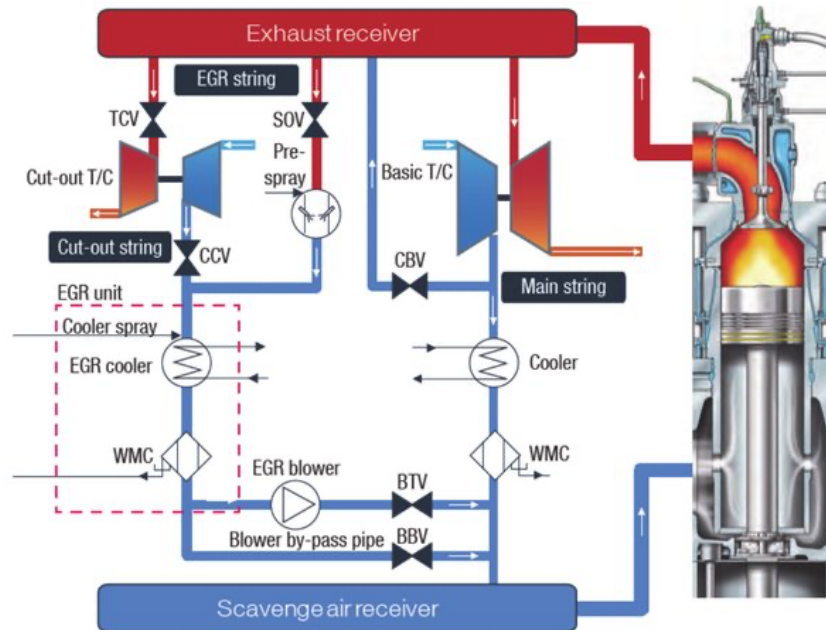 Exhaust receiver
EGR string
TCV
SOV
Pre-
spray
Cut-out T/C
Basic T/C
Cut-out string
CCV
CBV
Main string
EGR unit
Cooler spray
EGR cooler
Cooler
WMC
WMC
EGR blower
BTV
Blower by-pass pipe
BBV
Scavenge air receiver